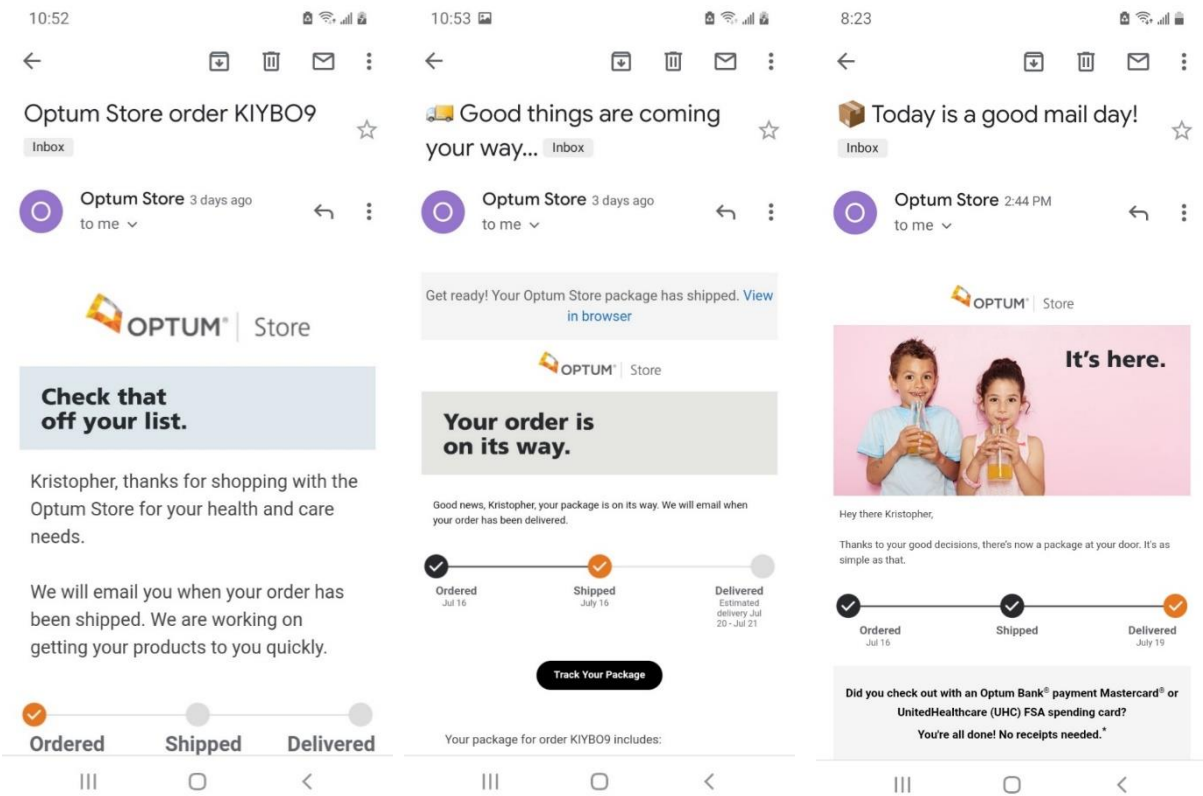 10:52
Optum Store order KIYBO9
Inbox
O
Optum Store 3 days ago
to me
OPTUM® Store
Check that
off your list.
Kristopher, thanks for shopping with the
Optum Store for your health and care
needs.
We will email you when your order has
been shipped. We are working on
getting your products to you quickly.
Ordered Shipped Delivered
10:53
🚚 Good things are coming
your way... Inbox
O
Optum Store 3 days ago
to me
Get ready! Your Optum Store package has shipped. View
in browser
OPTUM® Store
Your order is
on its way.
Good news, Kristopher, your package is on its way. We will email when
your order has been delivered.
Ordered Shipped Delivered
Jul 16 July 16 Estimated
delivery Jul
20 - Jul 21
Track Your Package
Your package for order KIYBO9 includes:
8:23
📦 Today is a good mail day!
Inbox
O
Optum Store 2:44 PM
to me
OPTUM® Store
It's here.
Hey there Kristopher,
Thanks to your good decisions, there's now a package at your door. It's as
simple as that.
Ordered Shipped Delivered
Jul 16 July 19
Did you check out with an Optum Bank® payment Mastercard® or
UnitedHealthcare (UHC) FSA spending card?
You're all done! No receipts needed.*